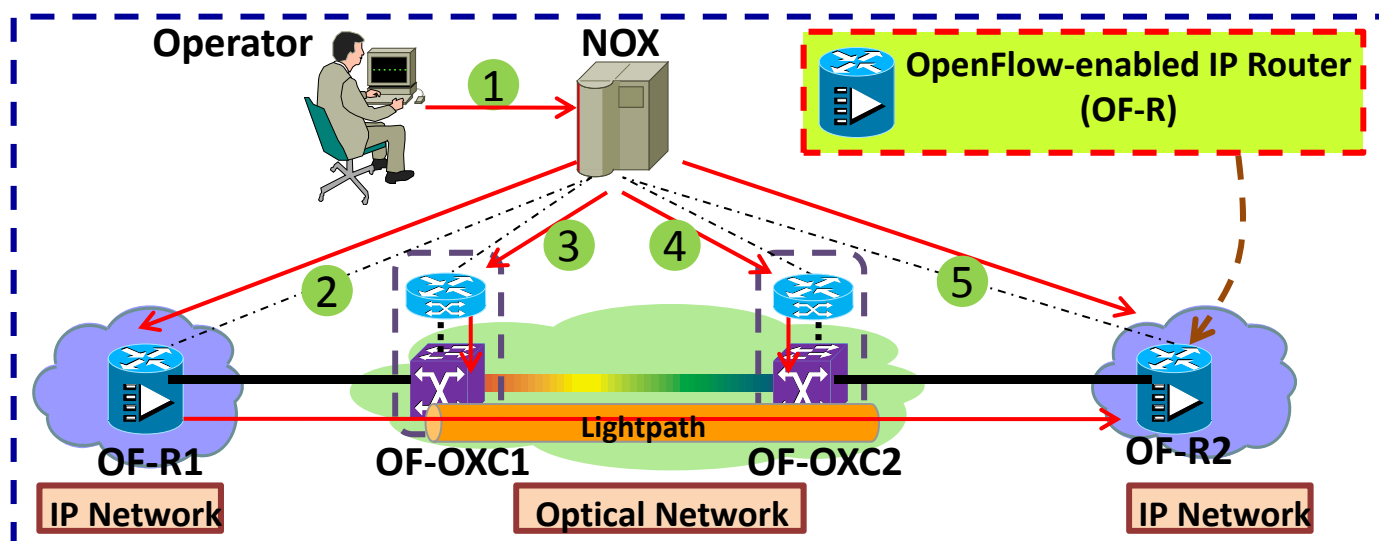 Operator
NOX
OpenFlow-enabled IP Router
(OF-R)
1
2
3
4
5
Lightpath
OF-R1
OF-OXC1
OF-OXC2
OF-R2
IP Network
Optical Network
IP Network